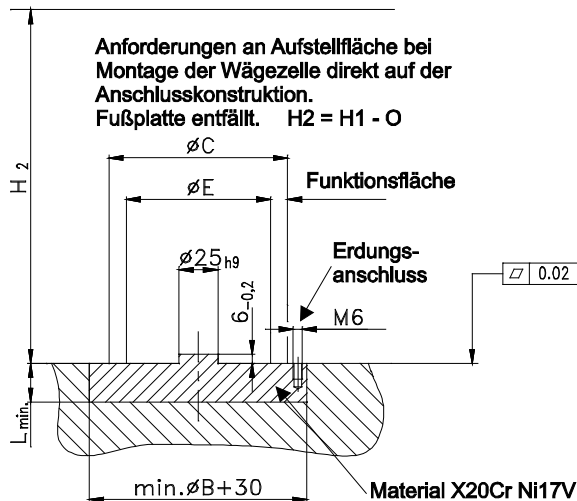 Anforderungen an Aufstellfläche bei
Montage der Wägezelle direkt auf der
Anschlusskonstruktion.
Fußplatte entfällt. H2 = H1 - O
H2
øC
øE
Funktionsfläche
ø25h9
Erdungs-
anschluss
6-0,2
M6
0.02
Lmin.
min.øB+30
Material X20Cr Ni17V